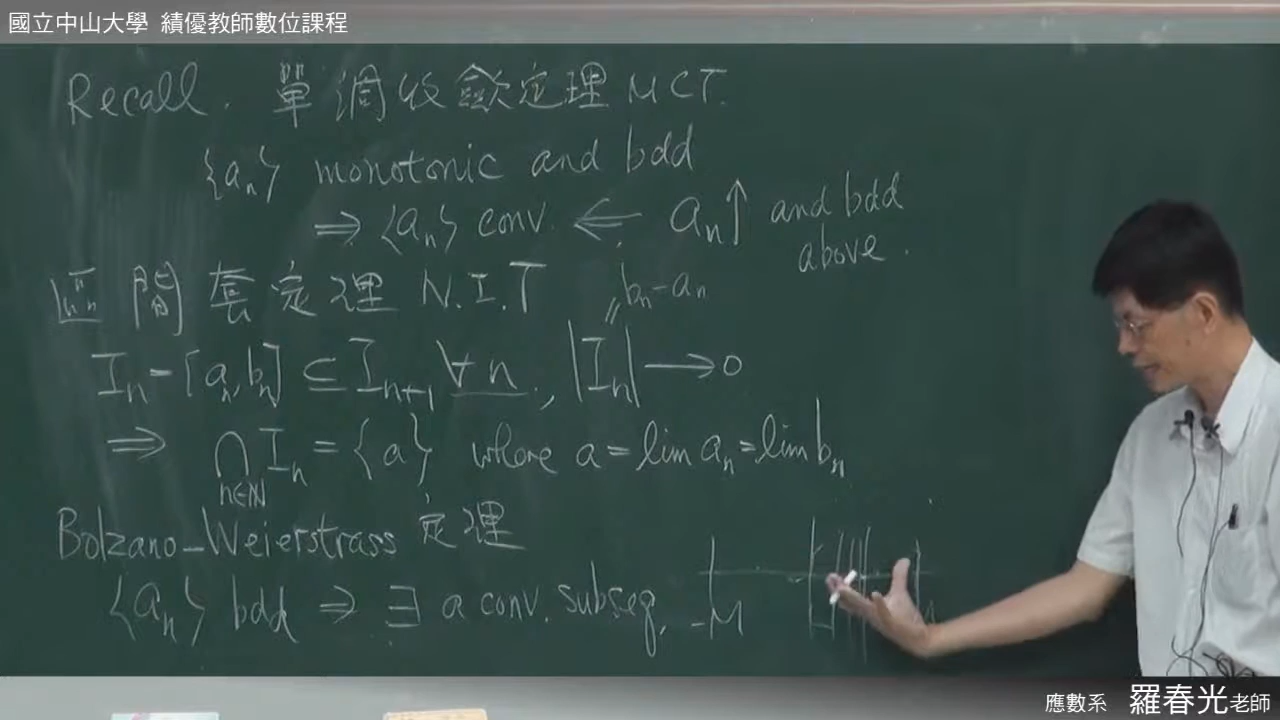 國立中山大學 績優教師數位課程
Recall. 單調收斂定理 MCT.
{aₙ} monotonic and bdd
⇒ {aₙ} conv. ⇐ aₙ↑ and bdd above.
區間套定理 N.I.T
bₙ-aₙ
Iₙ = [aₙ, bₙ] ⊆ Iₙ₊₁ ∀n, |Iₙ| → 0
⇒ ⋂ Iₙ = {a} where a = lim aₙ = lim bₙ
n∈ℕ
Bolzano-Weierstrass 定理
{aₙ} bdd ⇒ ∃ a conv. subseq. -M
應數系 羅春光老師